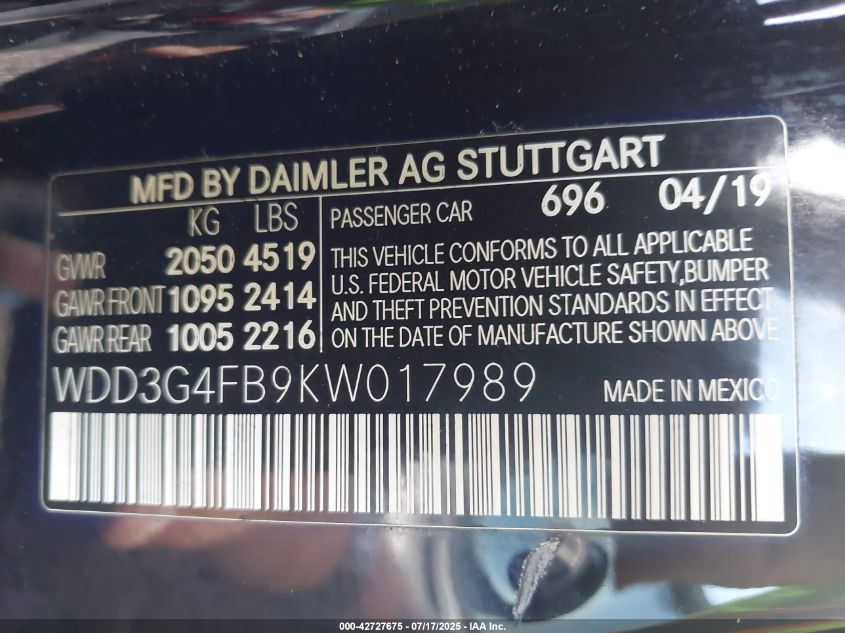 MFD BY DAIMLER AG STUTTGART
KG LBS
GVWR 2050 4519
GAWR FRONT 1095 2414
GAWR REAR 1005 2216
PASSENGER CAR 696 04/19
THIS VEHICLE CONFORMS TO ALL APPLICABLE
U.S. FEDERAL MOTOR VEHICLE SAFETY,BUMPER
AND THEFT PREVENTION STANDARDS IN EFFECT
ON THE DATE OF MANUFACTURE SHOWN ABOVE
WDD3G4FB9KW017989 MADE IN MEXICO
000-42727675 - 07/17/2025 - IAA Inc.